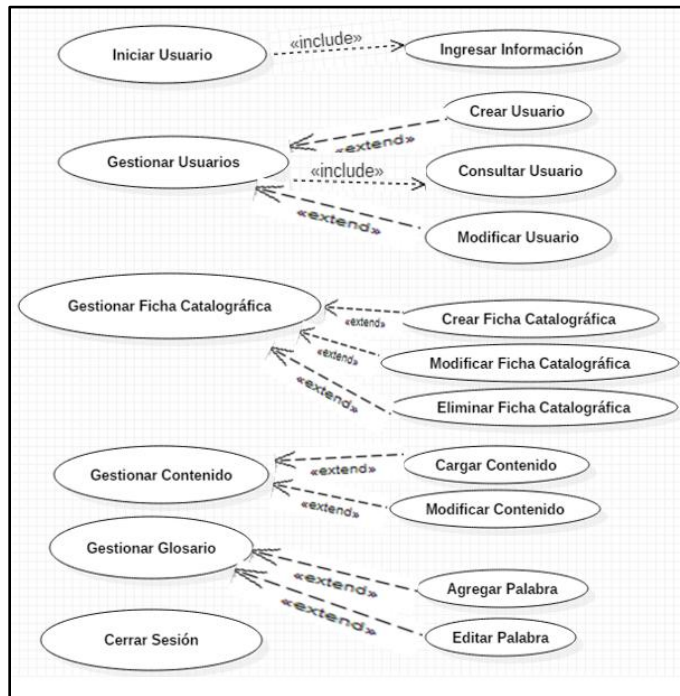 Iniciar Usuario
«include»
Ingresar Información
Crear Usuario
«extend»
Gestionar Usuarios
«include»
Consultar Usuario
«extend»
Modificar Usuario
Gestionar Ficha Catalográfica
«extend»
Crear Ficha Catalográfica
«extend»
Modificar Ficha Catalográfica
«extend»
Eliminar Ficha Catalográfica
Gestionar Contenido
«extend»
Cargar Contenido
«extend»
Modificar Contenido
Gestionar Glosario
«extend»
Agregar Palabra
«extend»
Editar Palabra
Cerrar Sesión